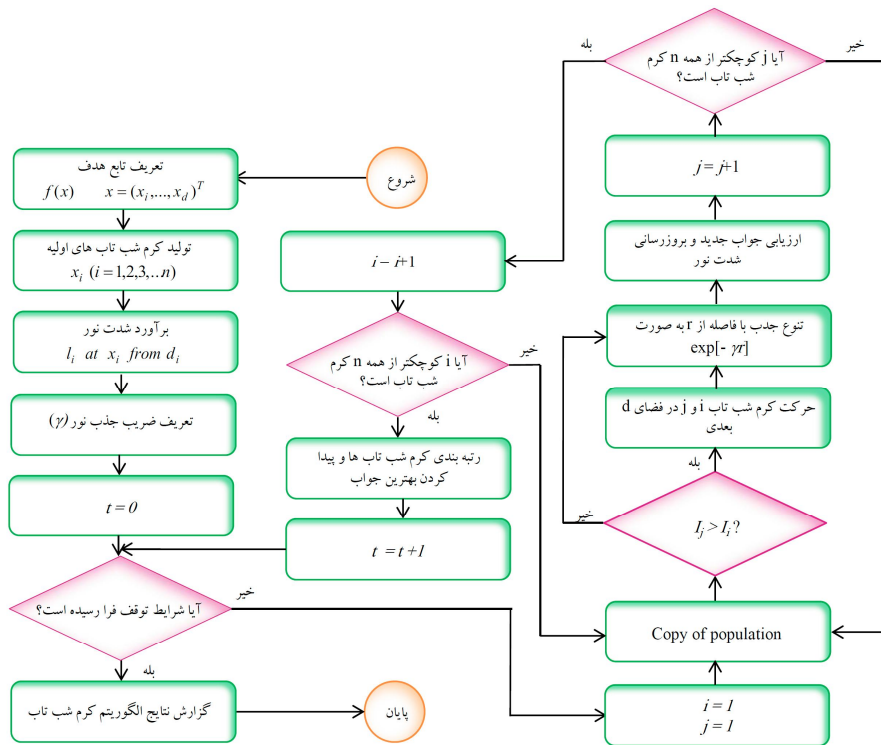 شروع
تعریف تابع هدف
f(x) x=(x_i,...,x_d)^T
تولید کرم شب تاب های اولیه
x_i (i=1,2,3,..n)
برآورد شدت نور
l_i at x_i from d_i
تعریف ضریب جذب نور (γ)
t=0
آیا شرایط توقف فرا رسیده است؟
خیر
بله
گزارش نتایج الگوریتم کرم شب تاب
پایان
i = 1
j = 1
Copy of population
I_j > I_i?
خیر
بله
حرکت کرم شب تاب i و j در فضای d
بعدی
تنوع جدب با فاصله از r به صورت
exp[- γr]
ارزیابی جواب جدید و بروزرسانی
شدت نور
j = j+1
آیا j کوچکتر از همه n کرم
شب تاب است؟
خیر
بله
i – i+1
آیا i کوچکتر از همه n کرم
شب تاب است؟
خیر
بله
رتبه بندی کرم شب تاب ها و پیدا
کردن بهترین جواب
t = t+1